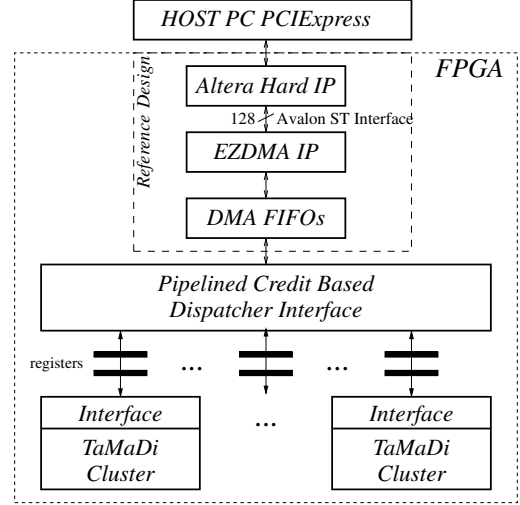 HOST PC PCIExpress
FPGA
Reference Design
Altera Hard IP
128 Avalon ST Interface
EZDMA IP
DMA FIFOs
Pipelined Credit Based
Dispatcher Interface
registers
... ...
...
Interface
TaMaDi
Cluster
Interface
TaMaDi
Cluster